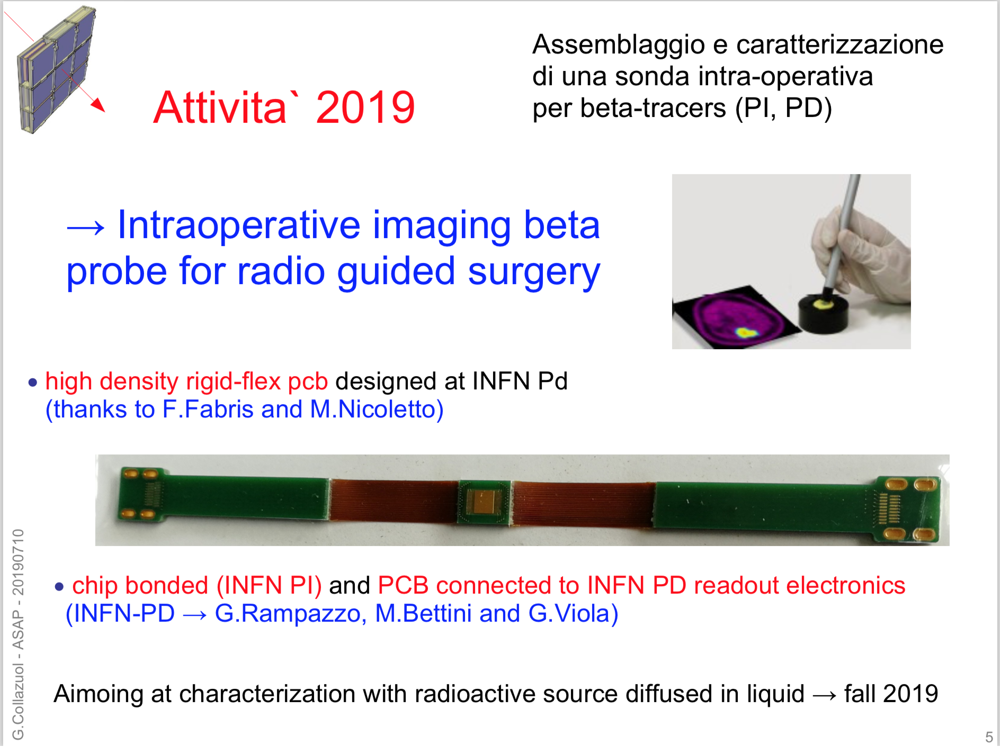 Attivita` 2019
Assemblaggio e caratterizzazione
di una sonda intra-operativa
per beta-tracers (PI, PD)
→ Intraoperative imaging beta
probe for radio guided surgery
• high density rigid-flex pcb designed at INFN Pd
(thanks to F.Fabris and M.Nicoletto)
• chip bonded (INFN PI) and PCB connected to INFN PD readout electronics
(INFN-PD → G.Rampazzo, M.Bettini and G.Viola)
Aimoing at characterization with radioactive source diffused in liquid → fall 2019
G.Collazuol - ASAP - 20190710
5